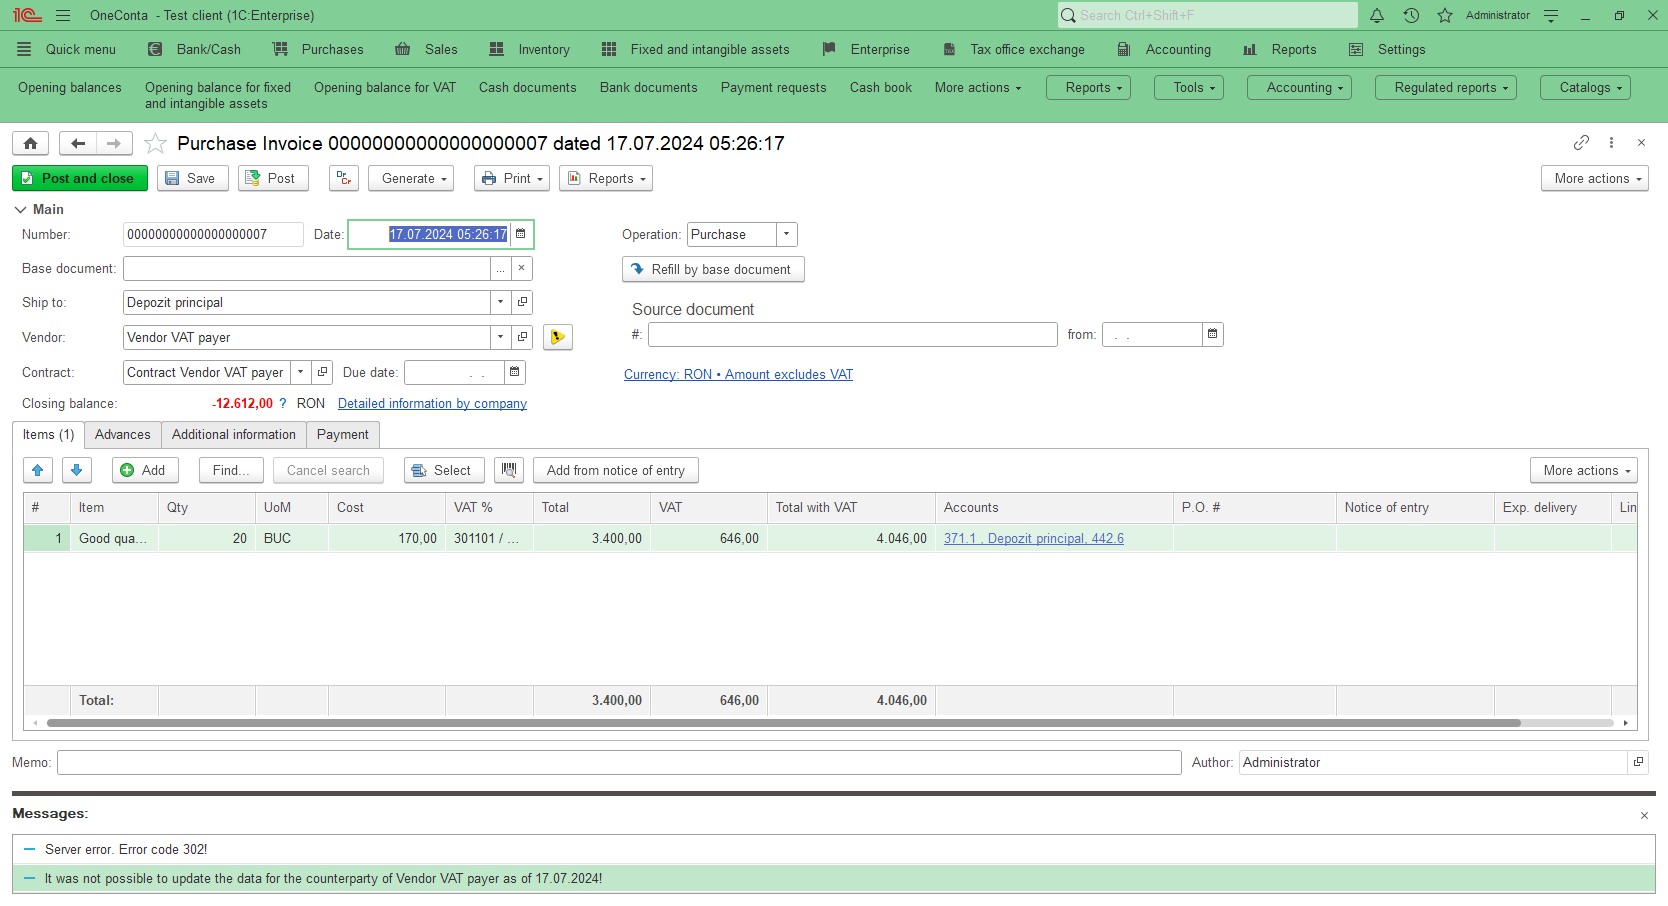 OneConta - Test client (1C:Enterprise)
Search Ctrl+Shift+F
Administrator
Quick menu Bank/Cash Purchases Sales Inventory Fixed and intangible assets Enterprise Tax office exchange Accounting Reports Settings
Opening balances Opening balance for fixed and intangible assets Opening balance for VAT Cash documents Bank documents Payment requests Cash book More actions Reports Tools Accounting Regulated reports Catalogs
Purchase Invoice 00000000000000000007 dated 17.07.2024 05:26:17
Post and close Save Post Dr Cr Generate Print Reports More actions
Main
Number: 00000000000000000007 Date: 17.07.2024 05:26:17 Operation: Purchase
Base document: ... × Refill by base document
Ship to: Depozit principal
Source document
Vendor: Vendor VAT payer
#: from: . .
Contract: Contract Vendor VAT payer Due date: . . Currency: RON • Amount excludes VAT
Closing balance: -12.612,00 ? RON Detailed information by company
Items (1) Advances Additional information Payment
Add Find... Cancel search Select Add from notice of entry More actions
# Item Qty UoM Cost VAT % Total VAT Total with VAT Accounts P.O. # Notice of entry Exp. delivery Lin
1 Good qua... 20 BUC 170,00 301101 / ... 3.400,00 646,00 4.046,00 371.1 , Depozit principal, 442.6
Total: 3.400,00 646,00 4.046,00
Memo: Author: Administrator
Messages:
Server error. Error code 302!
It was not possible to update the data for the counterparty of Vendor VAT payer as of 17.07.2024!